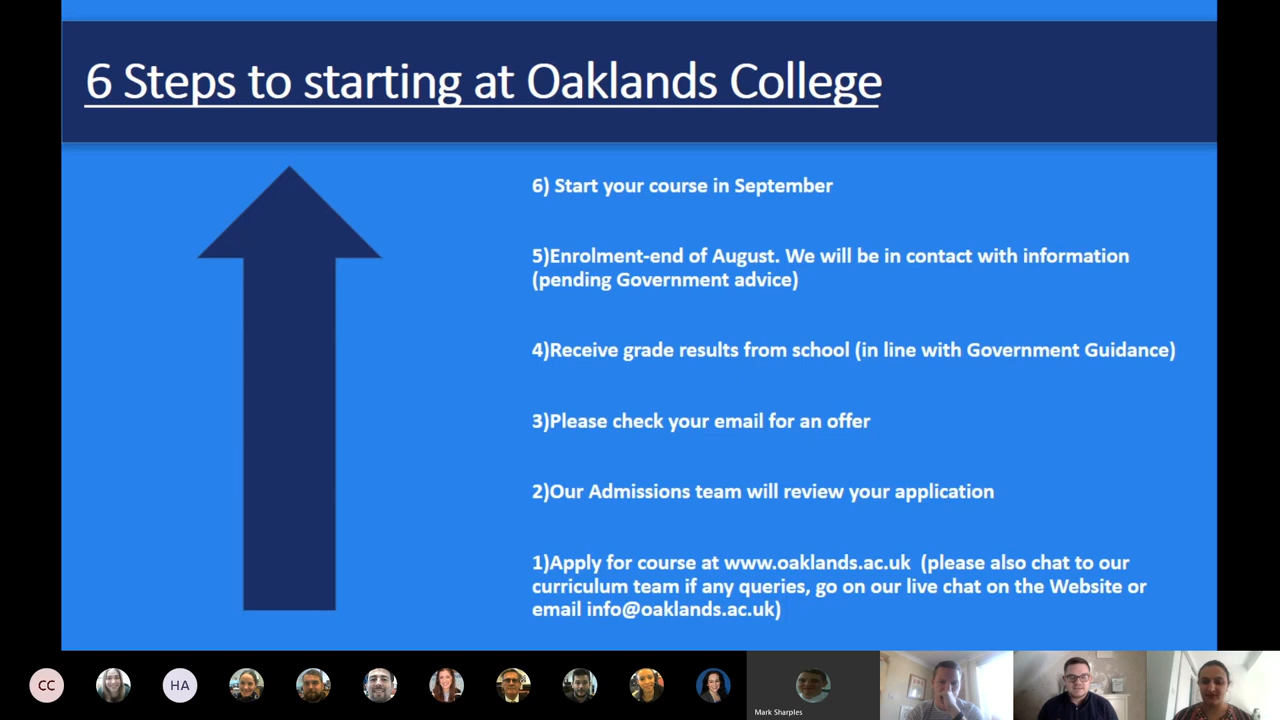 6 Steps to starting at Oaklands College
6) Start your course in September
5)Enrolment-end of August. We will be in contact with information
(pending Government advice)
4)Receive grade results from school (in line with Government Guidance)
3)Please check your email for an offer
2)Our Admissions team will review your application
1)Apply for course at www.oaklands.ac.uk (please also chat to our
curriculum team if any queries, go on our live chat on the Website or
email info@oaklands.ac.uk)
CC
HA
Mark Sharples